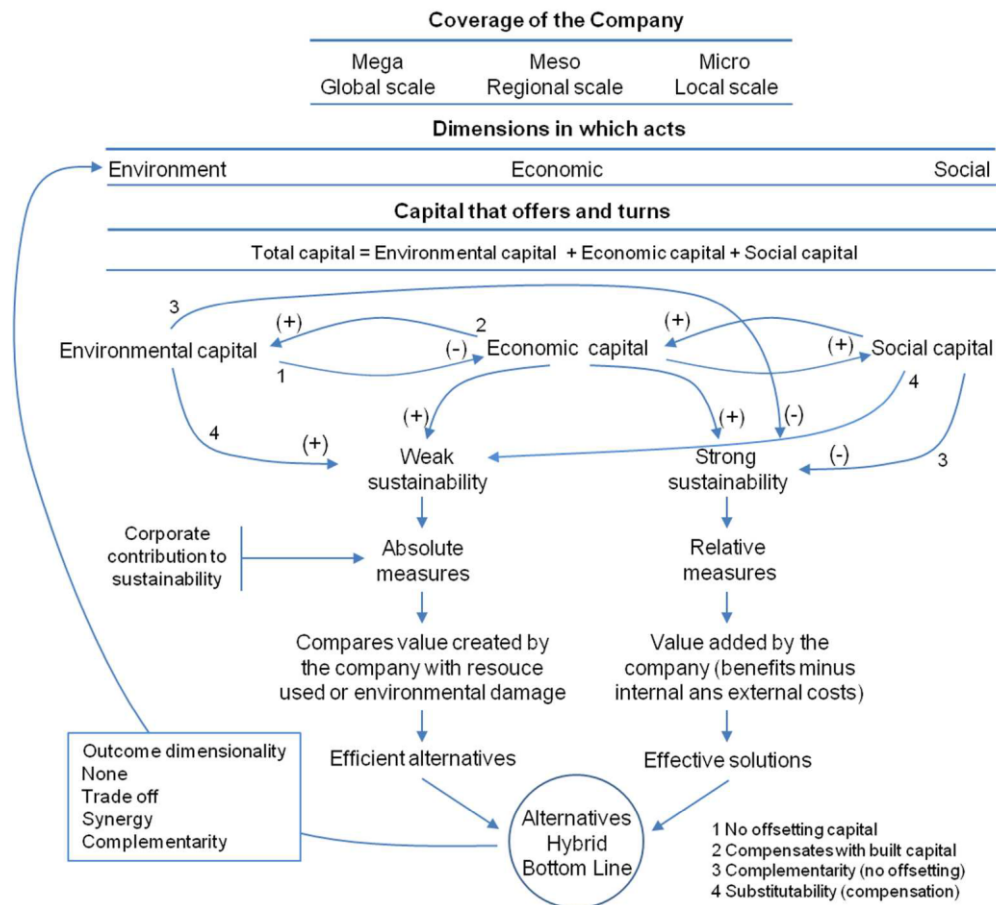 Coverage of the Company
Mega Meso Micro
Global scale Regional scale Local scale
Dimensions in which acts
Environment Economic Social
Capital that offers and turns
Total capital = Environmental capital + Economic capital + Social capital
3
(+) 2 (+)
Environmental capital (-) Economic capital (+) Social capital
1 4
4 (+) (+) (+) (-) (-) 3
Weak
sustainability
Strong
sustainability
Corporate
contribution to
sustainability
Absolute
measures
Relative
measures
Compares value created by
the company with resouce
used or environmental damage
Value added by the
company (benefits minus
internal ans external costs)
Efficient alternatives
Effective solutions
Outcome dimensionality
None
Trade off
Synergy
Complementarity
Alternatives
Hybrid
Bottom Line
1 No offsetting capital
2 Compensates with built capital
3 Complementarity (no offsetting)
4 Substitutability (compensation)